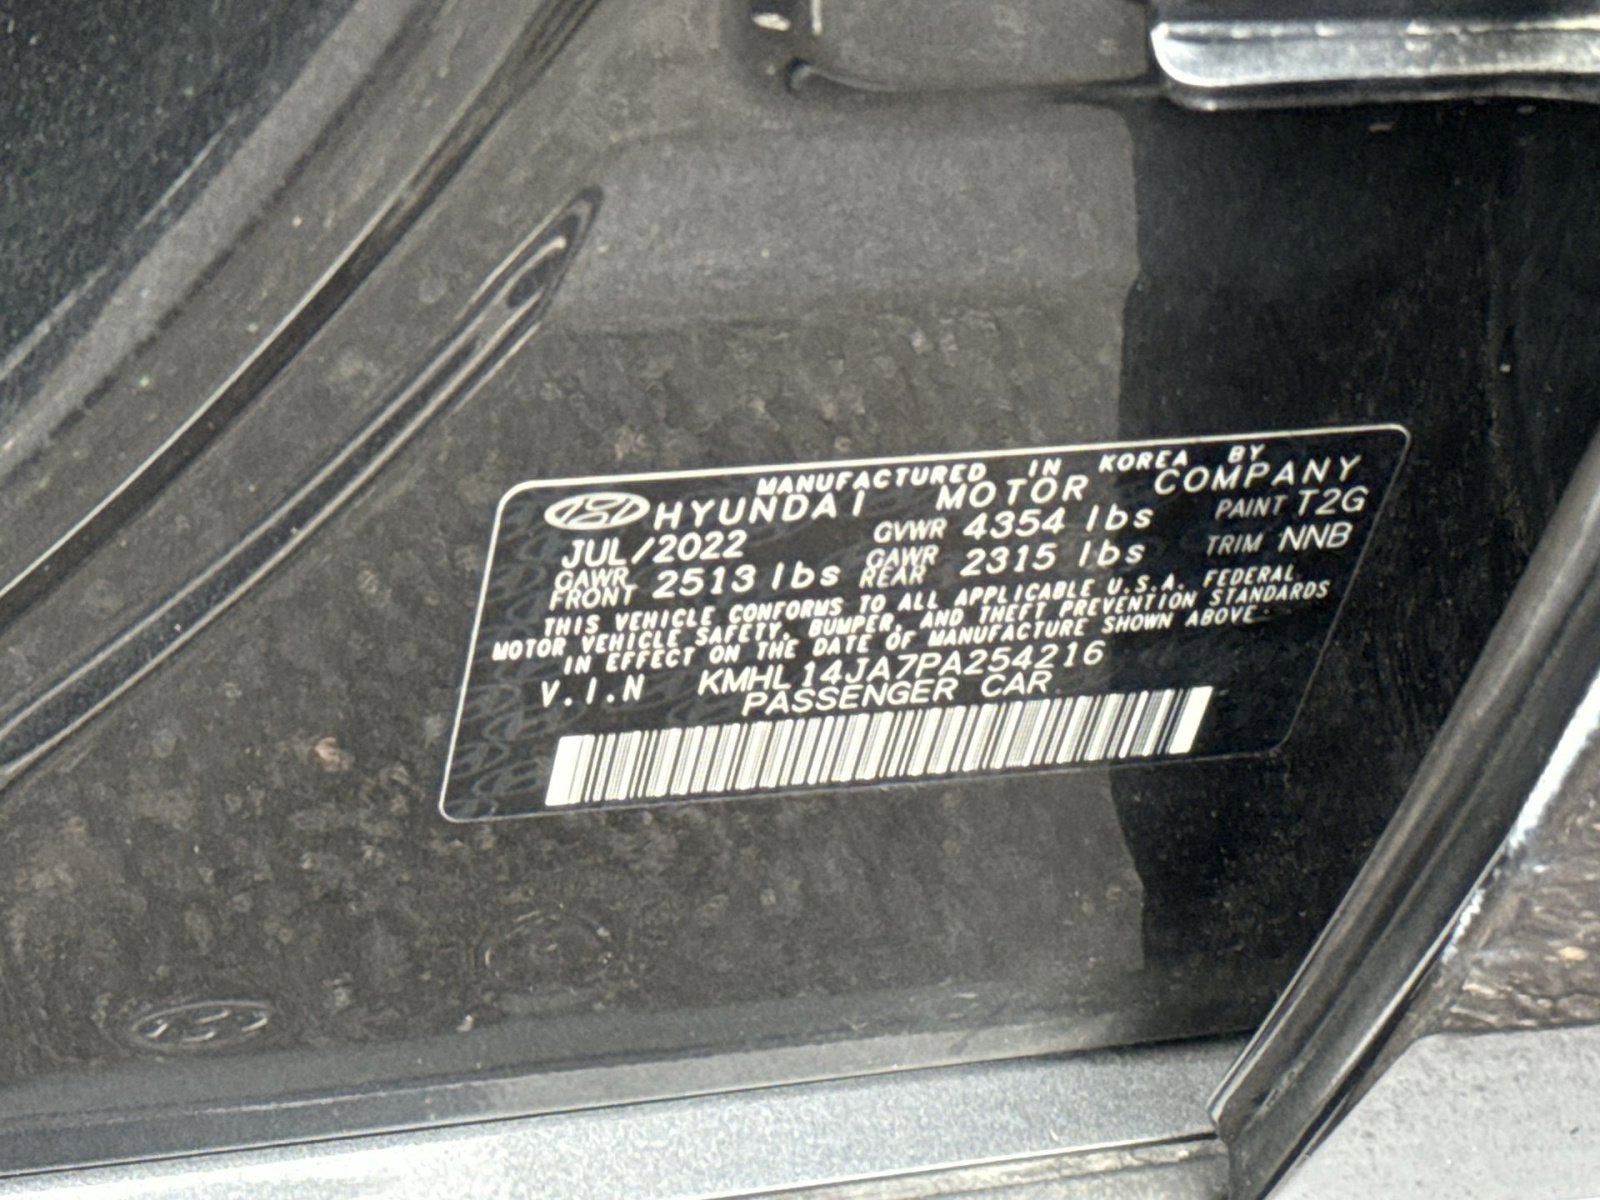 MANUFACTURED IN KOREA BY
HYUNDAI MOTOR COMPANY
JUL/2022 GVWR 4354 lbs PAINT T2G
GAWR FRONT 2513 lbs GAWR REAR 2315 lbs TRIM NNB
THIS VEHICLE CONFORMS TO ALL APPLICABLE U.S.A. FEDERAL
MOTOR VEHICLE SAFETY, BUMPER, AND THEFT PREVENTION STANDARDS
IN EFFECT ON THE DATE OF MANUFACTURE SHOWN ABOVE
V.I.N KMHL14JA7PA254216
PASSENGER CAR